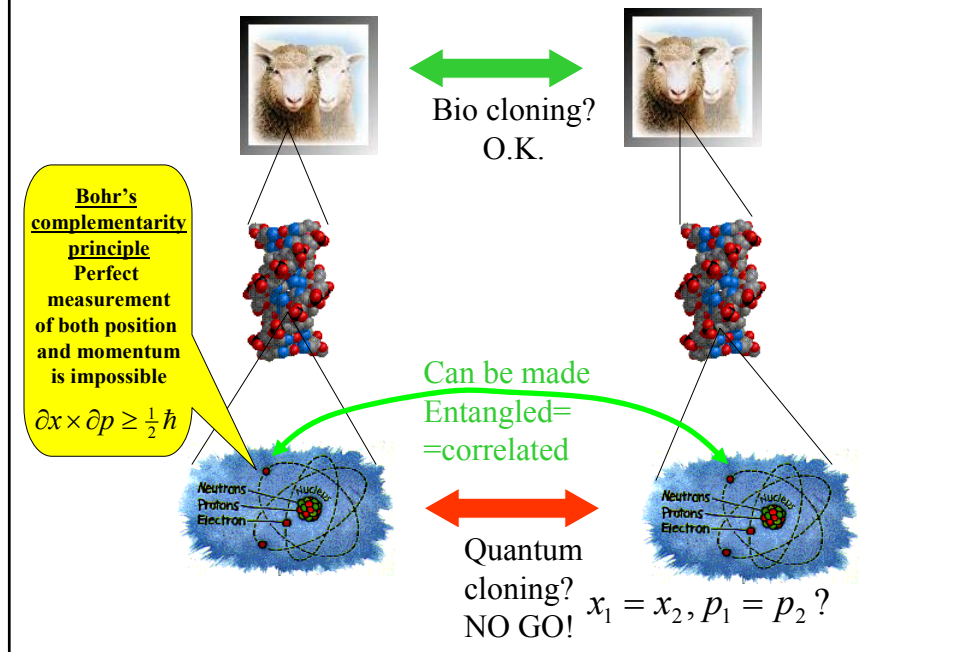 Bio cloning?
O.K.
Bohr's
complementarity
principle
Perfect
measurement
of both position
and momentum
is impossible
∂x × ∂p ≥ ½ ħ
Can be made
Entangled=
=correlated
Neutrons
Protons
Electron
Nucleus
Neutrons
Protons
Electron
Nucleus
Quantum
cloning?
NO GO!
x₁ = x₂, p₁ = p₂ ?